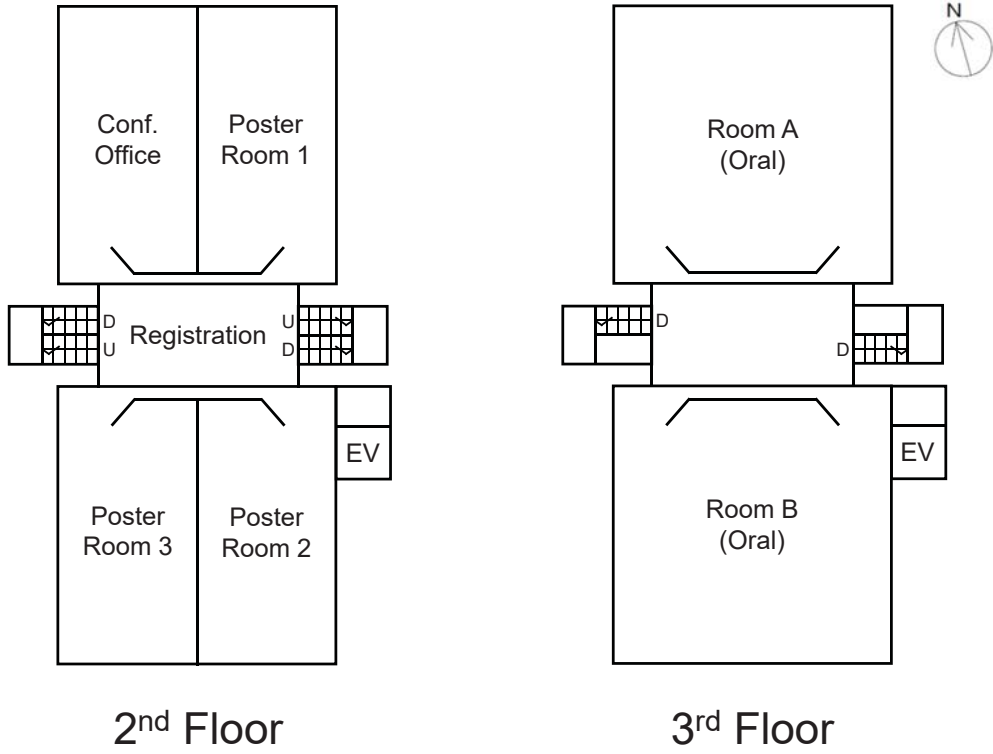 N
Conf.
Office
Poster
Room 1
D
U
Registration
U
D
EV
Poster
Room 3
Poster
Room 2
2nd Floor
Room A
(Oral)
D
D
EV
Room B
(Oral)
3rd Floor